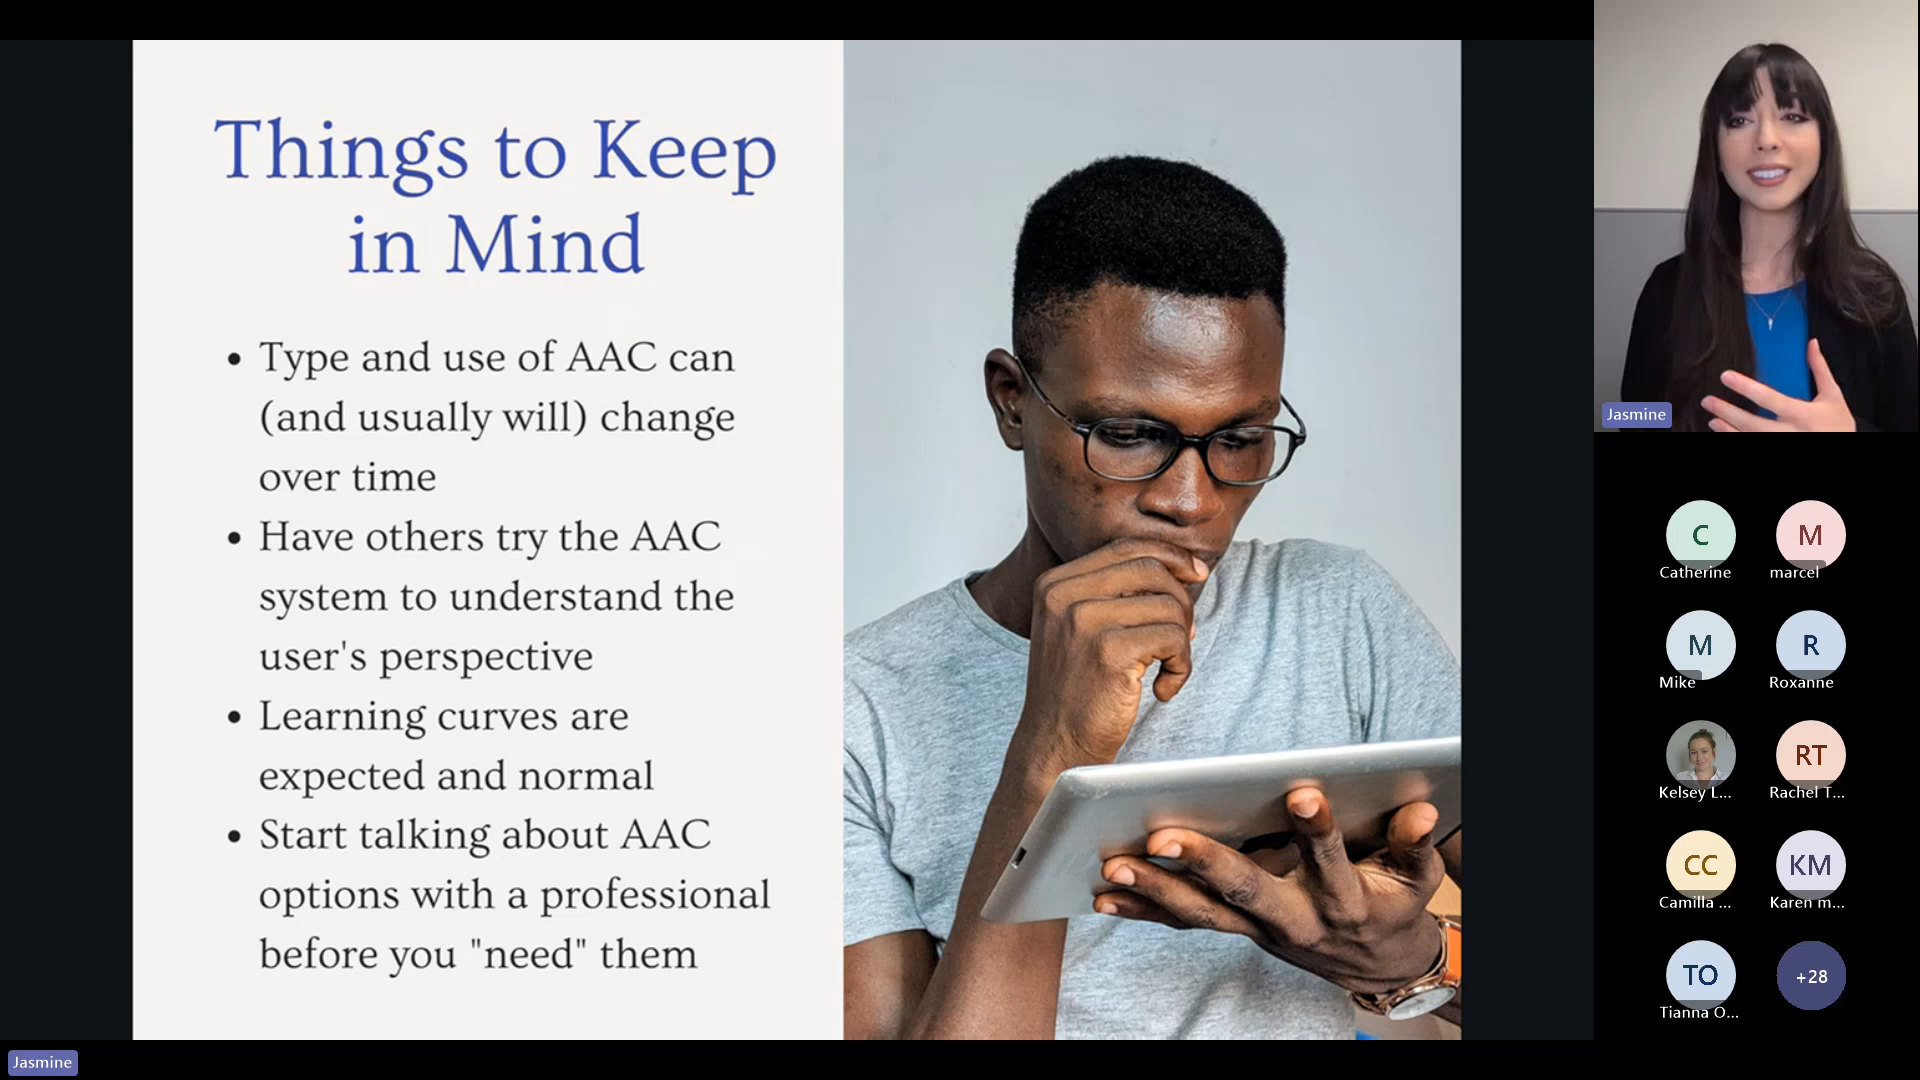 Things to Keep
in Mind
• Type and use of AAC can
(and usually will) change
over time
• Have others try the AAC
system to understand the
user's perspective
• Learning curves are
expected and normal
• Start talking about AAC
options with a professional
before you "need" them
Jasmine
C
Catherine
M
marcel
M
Mike
R
Roxanne
Kelsey L...
RT
Rachel T...
CC
Camilla ...
KM
Karen m...
TO
Tianna O...
+28
Jasmine